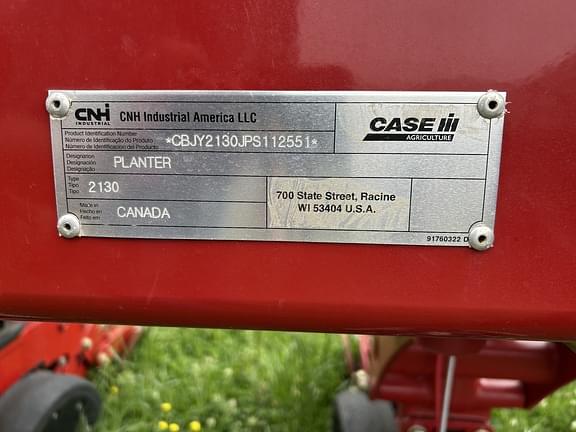 CNH
INDUSTRIAL
CNH Industrial America LLC
Product Identification Number
Número de Identificação do Produto
Número de Identificacion del Producto
*CBJY2130JPS112551*
CASE IH
AGRICULTURE
Designation
Designación
Designação
PLANTER
Type
Tipo
Tipo
2130
700 State Street, Racine
WI 53404 U.S.A.
Made in
Hecho en
Feito em
CANADA
91760322 D